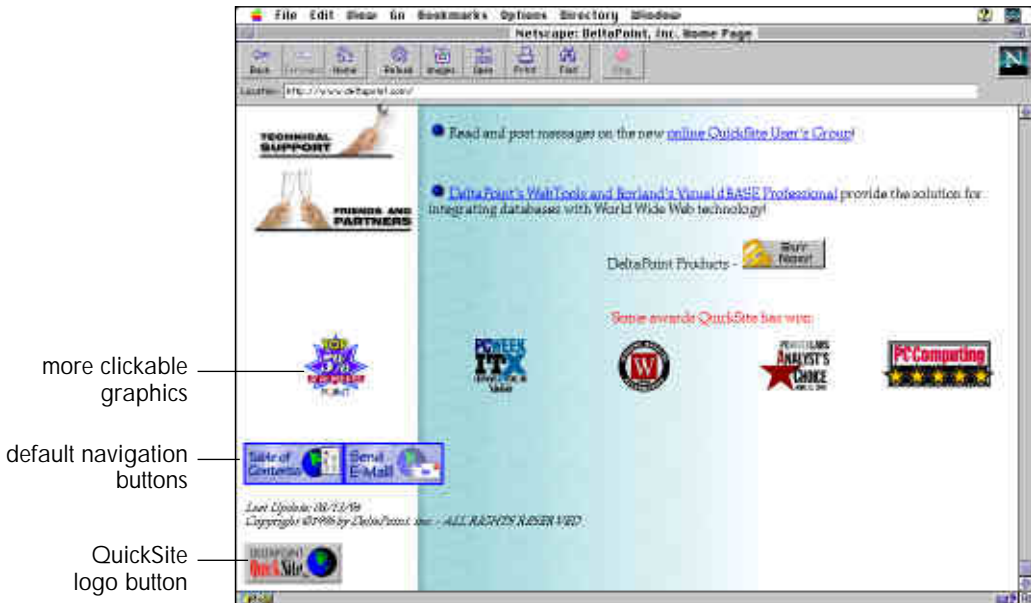 File Edit View Go Bookmarks Options Directory Window
Netscape: DeltaPoint, Inc. Home Page
Back Forward Home Reload Images Open Print Find Stop
Location: http://www.deltapoint.com/
TECHNICAL
SUPPORT
Read and post messages on the new online QuickSite User's Group!
FRIENDS AND
PARTNERS
DeltaPoint's WebTools and Borland's Visual dBASE Professional provide the solution for
integrating databases with World Wide Web technology!
DeltaPoint Products - Buy
Now!
Some awards QuickSite has won:
more clickable
graphics
TOP
5%
POINT
PCWEEK
ITX
W
ANALYST'S
CHOICE
PC Computing
default navigation
buttons
Table of
Contents
Send
E-Mail
Last Update: 08/13/96
Copyright ©1996 by DeltaPoint, Inc. - ALL RIGHTS RESERVED
QuickSite
logo button
DELTAPOINT
QuickSite